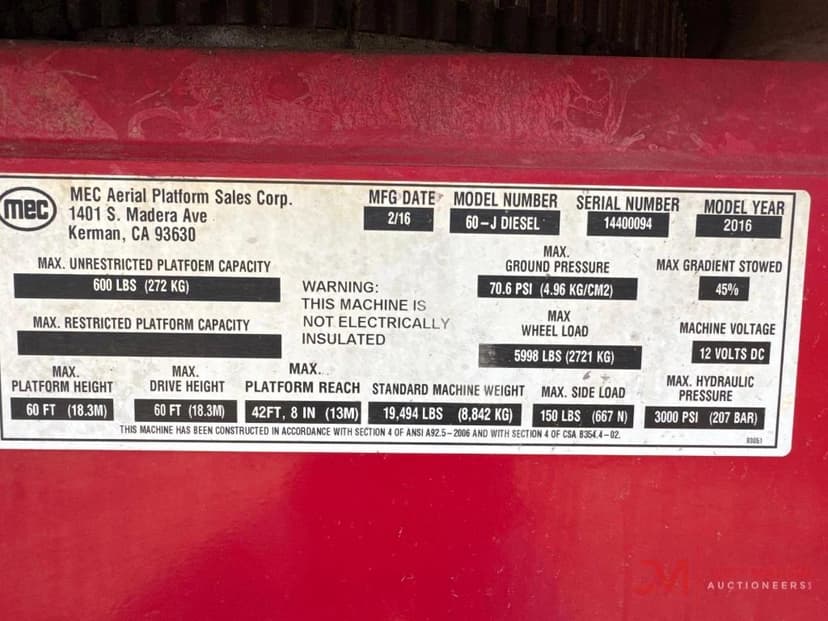 mec
MEC Aerial Platform Sales Corp.
1401 S. Madera Ave
Kerman, CA 93630
MFG DATE
2/16
MODEL NUMBER
60-J DIESEL
SERIAL NUMBER
14400094
MODEL YEAR
2016
MAX. UNRESTRICTED PLATFOEM CAPACITY
600 LBS (272 KG)
MAX. RESTRICTED PLATFORM CAPACITY
WARNING:
THIS MACHINE IS
NOT ELECTRICALLY
INSULATED
MAX.
GROUND PRESSURE
70.6 PSI (4.96 KG/CM2)
MAX GRADIENT STOWED
45%
MAX
WHEEL LOAD
5998 LBS (2721 KG)
MACHINE VOLTAGE
12 VOLTS DC
MAX.
PLATFORM HEIGHT
60 FT (18.3M)
MAX.
DRIVE HEIGHT
60 FT (18.3M)
MAX.
PLATFORM REACH
42FT, 8 IN (13M)
STANDARD MACHINE WEIGHT
19,494 LBS (8,842 KG)
MAX. SIDE LOAD
150 LBS (667 N)
MAX. HYDRAULIC
PRESSURE
3000 PSI (207 BAR)
THIS MACHINE HAS BEEN CONSTRUCTED IN ACCORDANCE WITH SECTION 4 OF ANSI A92.5-2006 AND WITH SECTION 4 OF CSA B354.4-02.
AUCTIONEERS